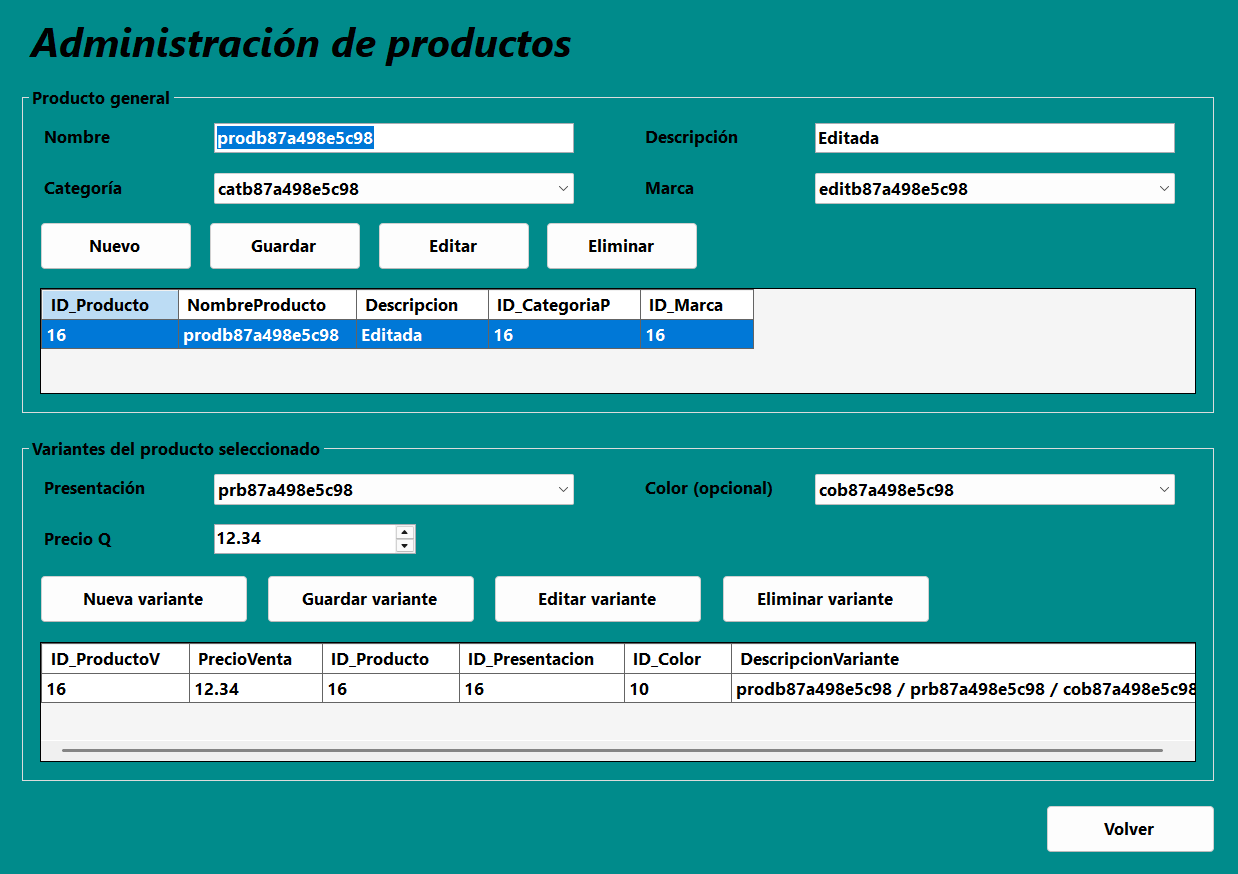 Administración de productos
Producto general
Nombre prodb87a498e5c98 Descripción Editada
Categoría catb87a498e5c98 Marca editb87a498e5c98
Nuevo Guardar Editar Eliminar
ID_Producto NombreProducto Descripcion ID_CategoriaP ID_Marca
16 prodb87a498e5c98 Editada 16 16
Variantes del producto seleccionado
Presentación prb87a498e5c98 Color (opcional) cob87a498e5c98
Precio Q 12.34
Nueva variante Guardar variante Editar variante Eliminar variante
ID_ProductoV PrecioVenta ID_Producto ID_Presentacion ID_Color DescripcionVariante
16 12.34 16 16 10 prodb87a498e5c98 / prb87a498e5c98 / cob87a498e5c98
Volver